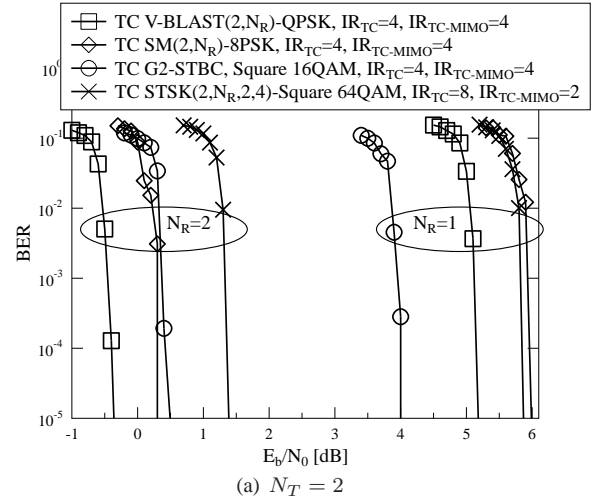 TC V-BLAST(2,N_R)-QPSK, IR_TC=4, IR_TC-MIMO=4
TC SM(2,N_R)-8PSK, IR_TC=4, IR_TC-MIMO=4
TC G2-STBC, Square 16QAM, IR_TC=4, IR_TC-MIMO=4
TC STSK(2,N_R,2,4)-Square 64QAM, IR_TC=8, IR_TC-MIMO=2
10^0
10^-1
10^-2
10^-3
10^-4
10^-5
BER
N_R=2
N_R=1
-1 0 1 2 3 4 5 6
E_b/N_0 [dB]
(a) N_T = 2